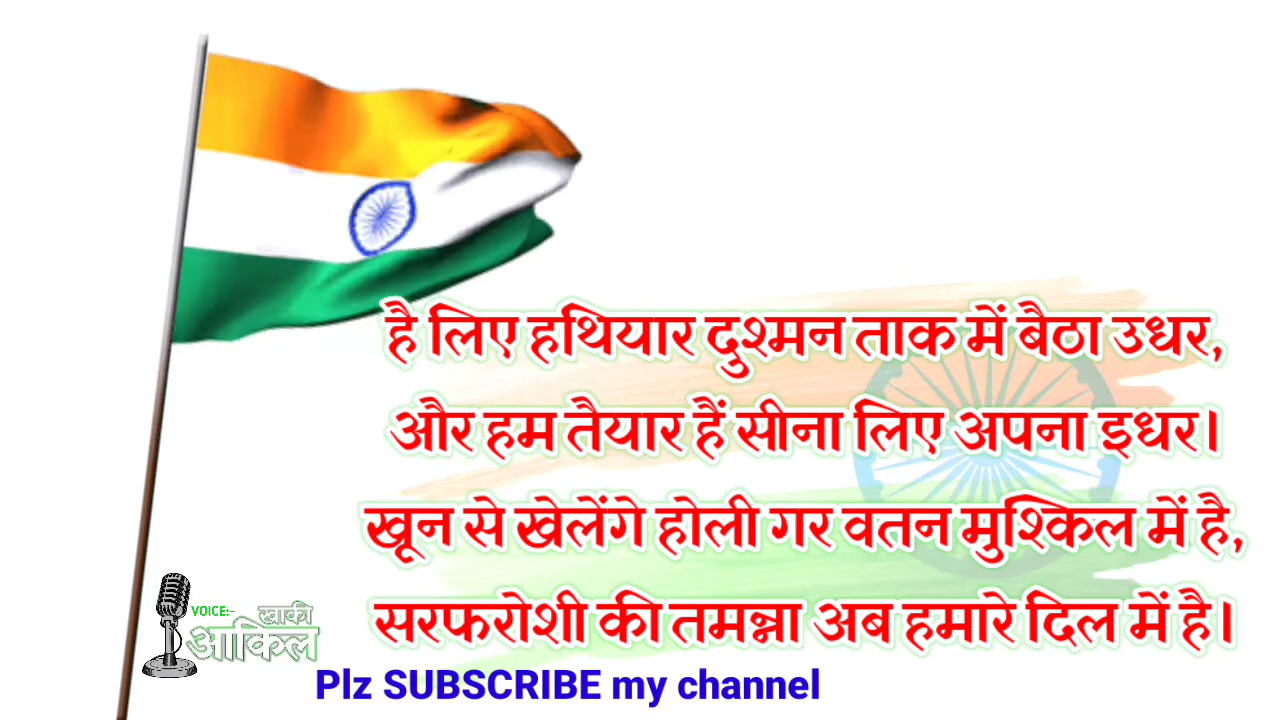 है लिए हथियार दुश्मन ताक में बैठा उधर,
और हम तैयार हैं सीना लिए अपना इधर।
खून से खेलेंगे होली गर वतन मुश्किल में है,
सरफरोशी की तमन्ना अब हमारे दिल में है।
VOICE:-
खाकी
आकिल
Plz SUBSCRIBE my channel